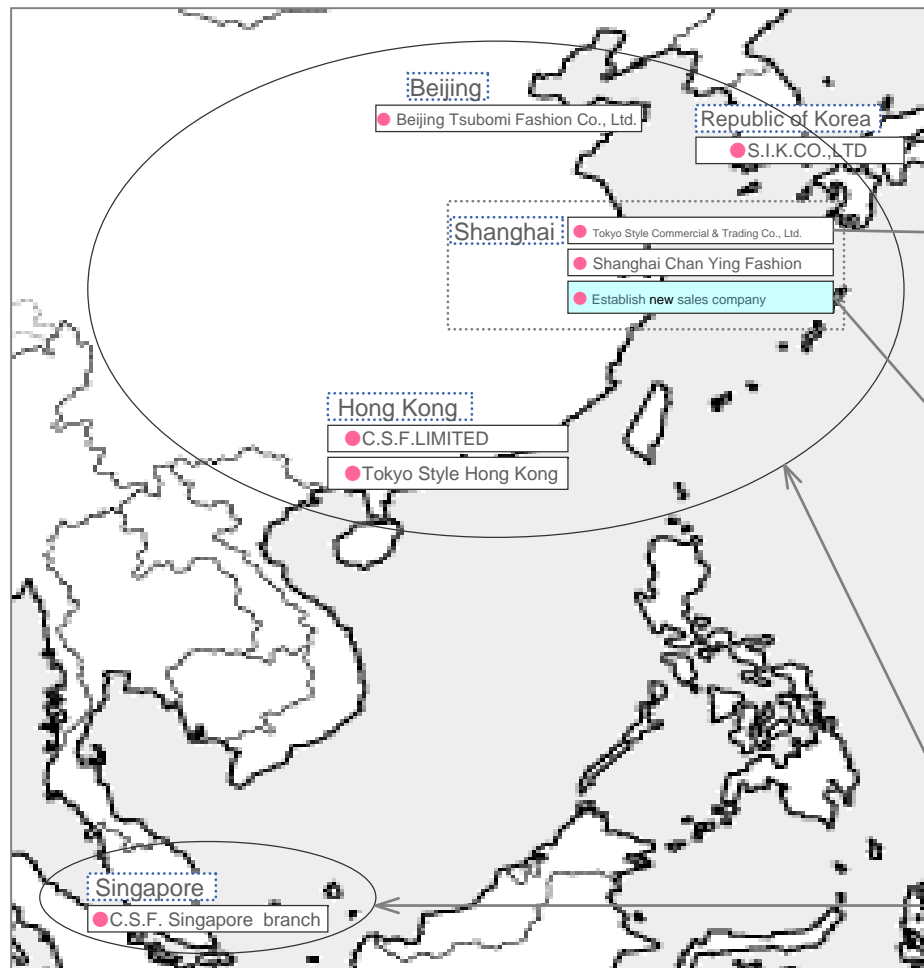 Beijing
Beijing Tsubomi Fashion Co., Ltd.
Republic of Korea
S.I.K.CO.,LTD
Shanghai
Tokyo Style Commercial & Trading Co., Ltd.
Shanghai Chan Ying Fashion
Establish new sales company
Hong Kong
C.S.F.LIMITED
Tokyo Style Hong Kong
Singapore
C.S.F. Singapore branch